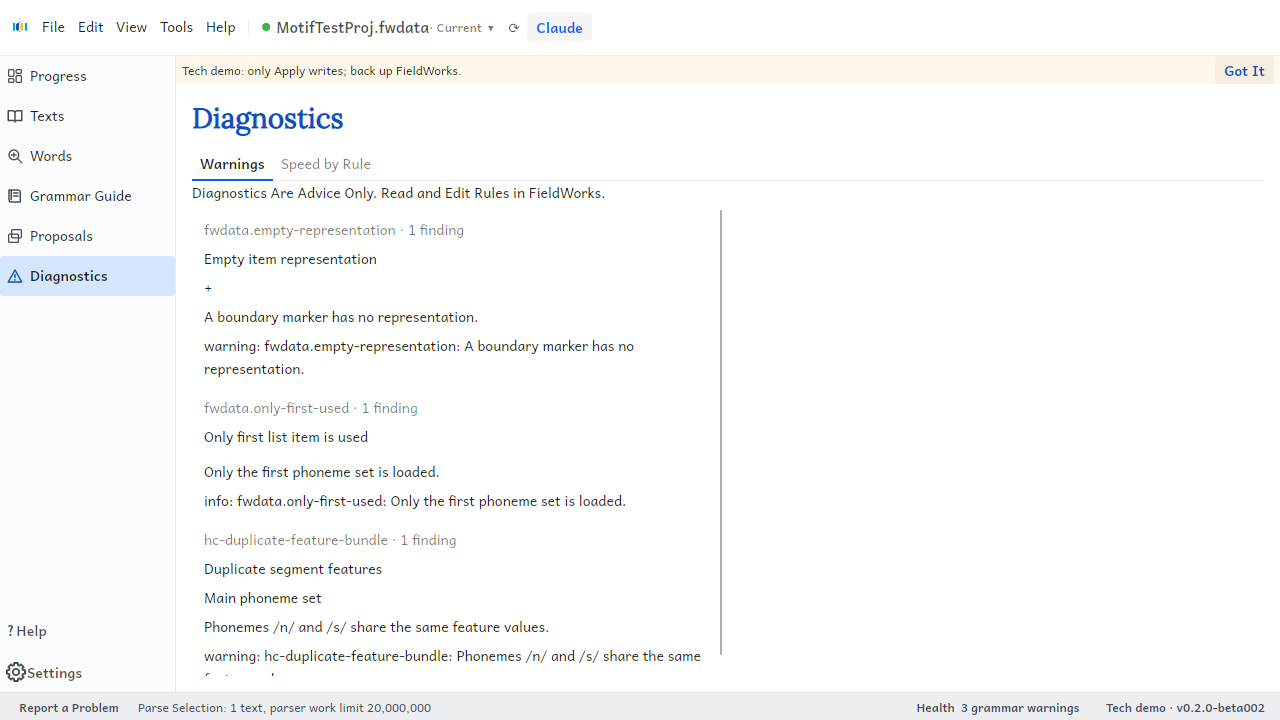 File Edit View Tools Help MotifTestProj.fwdata · Current ▾ ⟳ Claude
Tech demo: only Apply writes; back up FieldWorks. Got It
Progress
Texts
Words
Grammar Guide
Proposals
Diagnostics
? Help
Settings
Diagnostics
Warnings Speed by Rule
Diagnostics Are Advice Only. Read and Edit Rules in FieldWorks.
fwdata.empty-representation · 1 finding
Empty item representation
+
A boundary marker has no representation.
warning: fwdata.empty-representation: A boundary marker has no
representation.
fwdata.only-first-used · 1 finding
Only first list item is used
Only the first phoneme set is loaded.
info: fwdata.only-first-used: Only the first phoneme set is loaded.
hc-duplicate-feature-bundle · 1 finding
Duplicate segment features
Main phoneme set
Phonemes /n/ and /s/ share the same feature values.
warning: hc-duplicate-feature-bundle: Phonemes /n/ and /s/ share the same
Report a Problem Parse Selection: 1 text, parser work limit 20,000,000 Health 3 grammar warnings Tech demo · v0.2.0-beta002